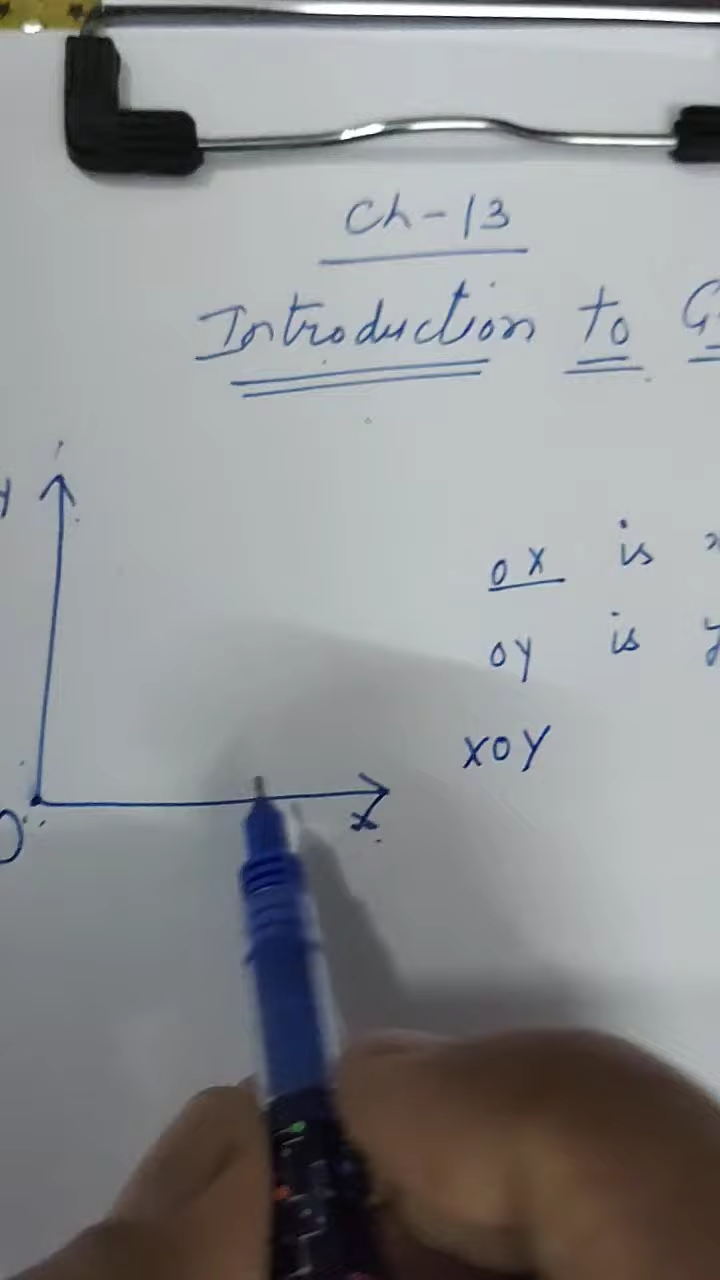 Ch-13
Introduction to
Y
OX is
OY is
XOY
X
O